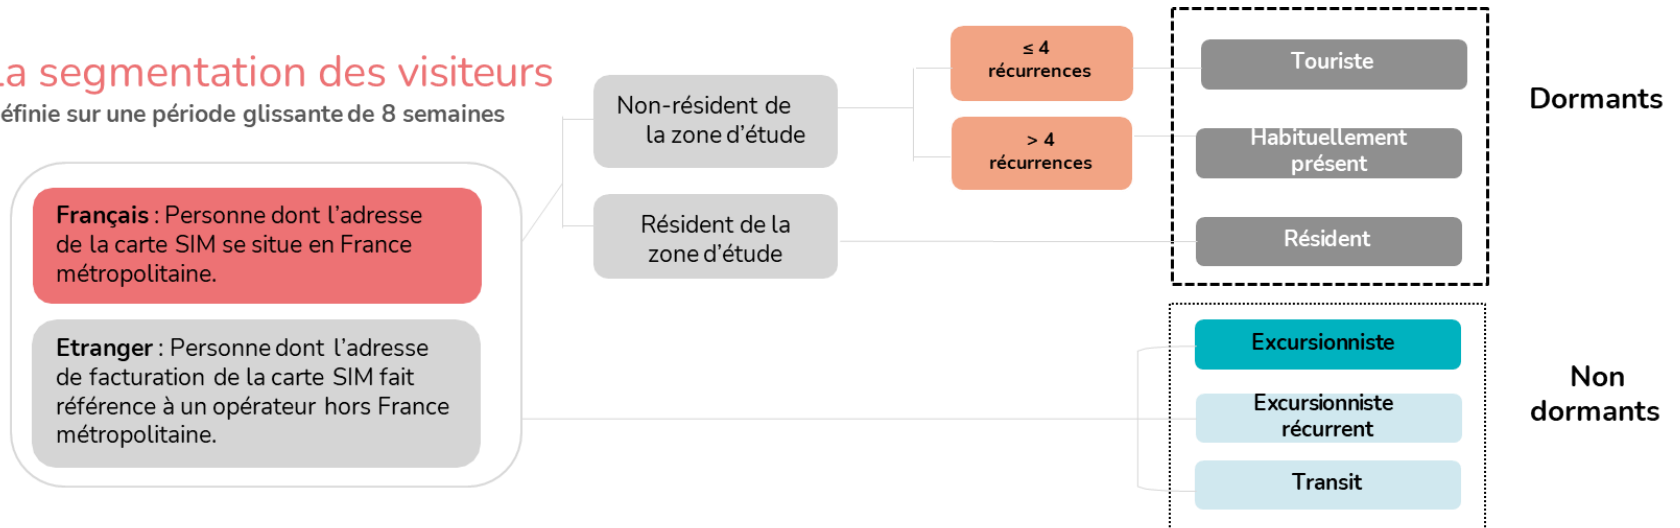 La segmentation des visiteurs
éfinie sur une période glissante de 8 semaines
Français : Personne dont l’adresse
de la carte SIM se situe en France
métropolitaine.
Etranger : Personne dont l’adresse
de facturation de la carte SIM fait
référence à un opérateur hors France
métropolitaine.
Non-résident de
la zone d’étude
Résident de la
zone d’étude
≤ 4
récurrences
> 4
récurrences
Touriste
Habituellement
présent
Résident
Dormants
Excursionniste
Excursionniste
récurrent
Transit
Non
dormants